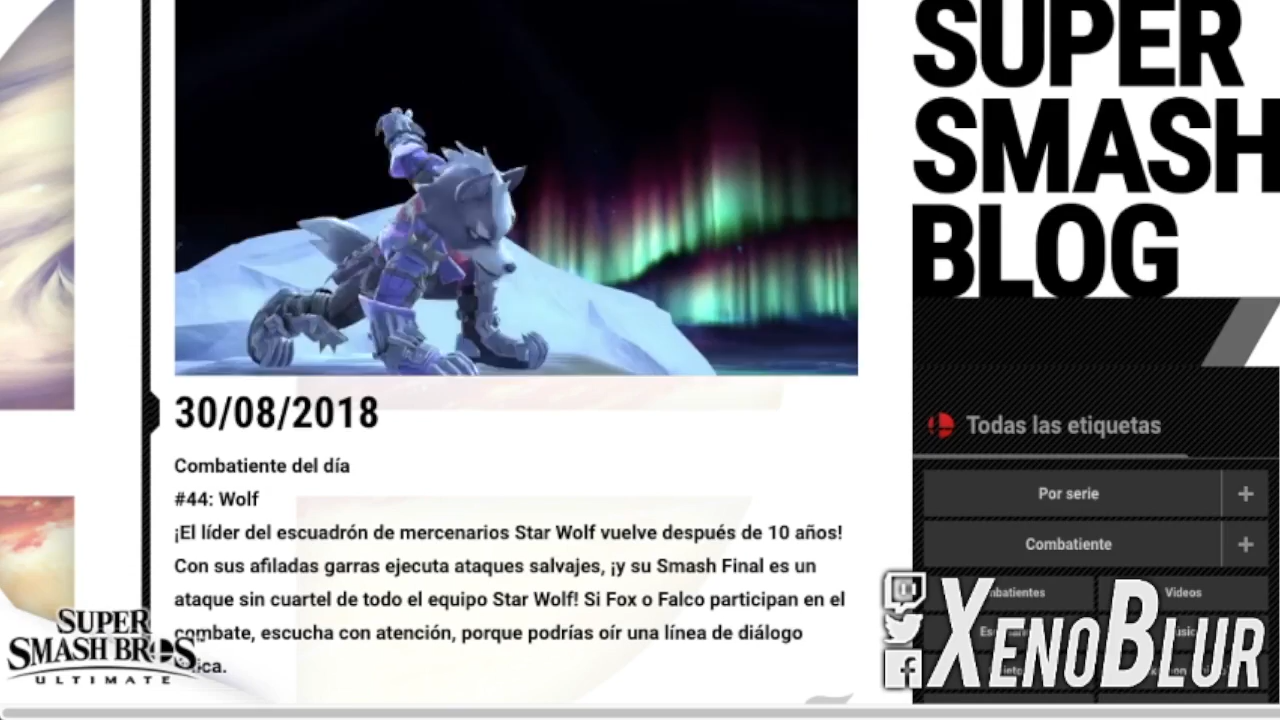 SUPER
SMASH
BLOG
30/08/2018
Combatiente del día
#44: Wolf
¡El líder del escuadrón de mercenarios Star Wolf vuelve después de 10 años!
Con sus afiladas garras ejecuta ataques salvajes, ¡y su Smash Final es un
ataque sin cuartel de todo el equipo Star Wolf! Si Fox o Falco participan en el
combate, escucha con atención, porque podrías oír una línea de diálogo
Todas las etiquetas
Por serie +
Combatiente +
Videos
SUPER
SMASH BROS
ULTIMATE
XENOBLUR